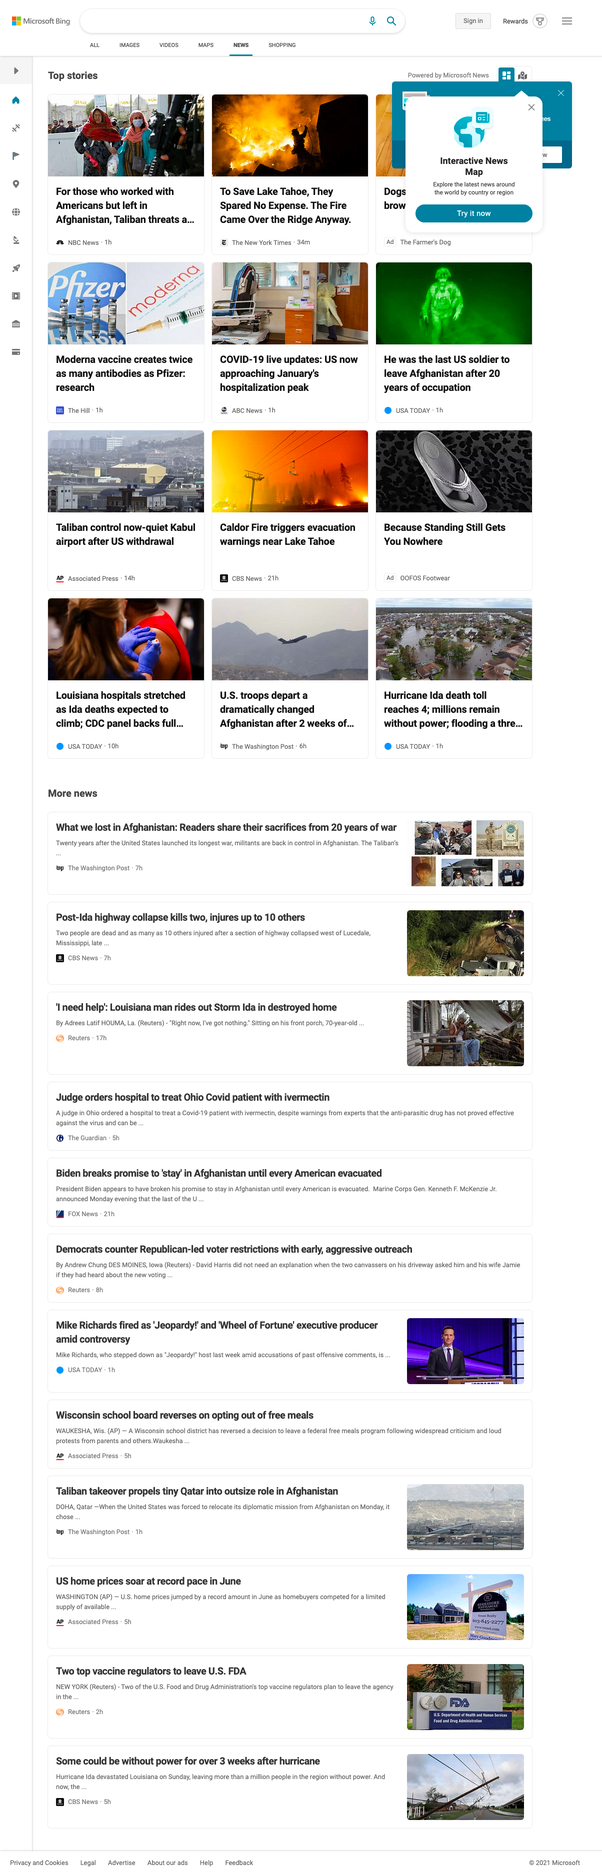 Microsoft Bing
Sign in
Rewards
ALL
IMAGES
VIDEOS
MAPS
NEWS
SHOPPING
Top stories
Powered by Microsoft News
Interactive News
Map
Explore the latest news around
the world by country or region
Try it now
For those who worked with
Americans but left in
Afghanistan, Taliban threats a...
NBC News · 1h
To Save Lake Tahoe, They
Spared No Expense. The Fire
Came Over the Ridge Anyway.
The New York Times · 34m
Dogs
brow
Ad The Farmer's Dog
Pfizer
moderna
Moderna vaccine creates twice
as many antibodies as Pfizer:
research
The Hill · 1h
COVID-19 live updates: US now
approaching January's
hospitalization peak
ABC News · 1h
He was the last US soldier to
leave Afghanistan after 20
years of occupation
USA TODAY · 1h
Taliban control now-quiet Kabul
airport after US withdrawal
AP Associated Press · 14h
Caldor Fire triggers evacuation
warnings near Lake Tahoe
CBS News · 21h
Because Standing Still Gets
You Nowhere
Ad OOFOS Footwear
Louisiana hospitals stretched
as Ida deaths expected to
climb; CDC panel backs full...
USA TODAY · 10h
U.S. troops depart a
dramatically changed
Afghanistan after 2 weeks of...
wp The Washington Post · 6h
Hurricane Ida death toll
reaches 4; millions remain
without power; flooding a thre...
USA TODAY · 1h
More news
What we lost in Afghanistan: Readers share their sacrifices from 20 years of war
Twenty years after the United States launched its longest war, militants are back in control in Afghanistan. The Taliban's
...
wp The Washington Post · 7h
Post-Ida highway collapse kills two, injures up to 10 others
Two people are dead and as many as 10 others injured after a section of highway collapsed west of Lucedale,
Mississippi, late ...
CBS News · 7h
'I need help': Louisiana man rides out Storm Ida in destroyed home
By Adrees Latif HOUMA, La. (Reuters) - "Right now, I've got nothing." Sitting on his front porch, 70-year-old ...
Reuters · 17h
Judge orders hospital to treat Ohio Covid patient with ivermectin
A judge in Ohio ordered a hospital to treat a Covid-19 patient with ivermectin, despite warnings from experts that the anti-parasitic drug has not proved effective
against the virus and can be ...
The Guardian · 5h
Biden breaks promise to 'stay' in Afghanistan until every American evacuated
President Biden appears to have broken his promise to stay in Afghanistan until every American is evacuated. Marine Corps Gen. Kenneth F. McKenzie Jr.
announced Monday evening that the last of the U ...
FOX News · 21h
Democrats counter Republican-led voter restrictions with early, aggressive outreach
By Andrew Chung DES MOINES, Iowa (Reuters) - David Harris did not need an explanation when the two canvassers on his driveway asked him and his wife Jamie
if they had heard about the new voting ...
Reuters · 8h
Mike Richards fired as 'Jeopardy!' and 'Wheel of Fortune' executive producer
amid controversy
Mike Richards, who stepped down as "Jeopardy!" host last week amid accusations of past offensive comments, is ...
USA TODAY · 1h
Wisconsin school board reverses on opting out of free meals
WAUKESHA, Wis. (AP) — A Wisconsin school district has reversed a decision to leave a federal free meals program following widespread criticism and loud
protests from parents and others.Waukesha ...
AP Associated Press · 5h
Taliban takeover propels tiny Qatar into outsize role in Afghanistan
DOHA, Qatar —When the United States was forced to relocate its diplomatic mission from Afghanistan on Monday, it
chose ...
wp The Washington Post · 1h
US home prices soar at record pace in June
WASHINGTON (AP) — U.S. home prices jumped by a record amount in June as homebuyers competed for a limited
supply of available ...
AP Associated Press · 5h
Two top vaccine regulators to leave U.S. FDA
NEW YORK (Reuters) - Two of the U.S. Food and Drug Administration's top vaccine regulators plan to leave the agency
in the ...
Reuters · 2h
FDA
U.S. Department of Health and Human Services
Food and Drug Administration
Some could be without power for over 3 weeks after hurricane
Hurricane Ida devastated Louisiana on Sunday, leaving more than a million people in the region without power. And
now, the ...
CBS News · 5h
Privacy and Cookies
Legal
Advertise
About our ads
Help
Feedback
© 2021 Microsoft